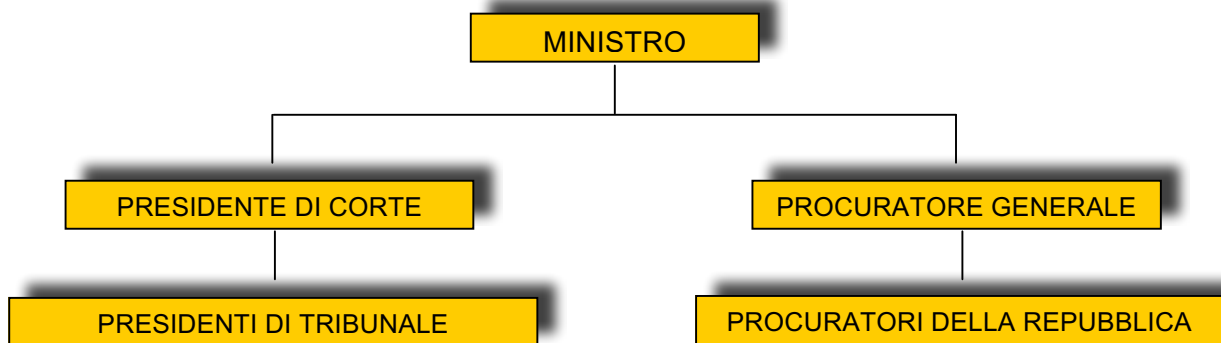 MINISTRO
PRESIDENTE DI CORTE
PROCURATORE GENERALE
PRESIDENTI DI TRIBUNALE
PROCURATORI DELLA REPUBBLICA